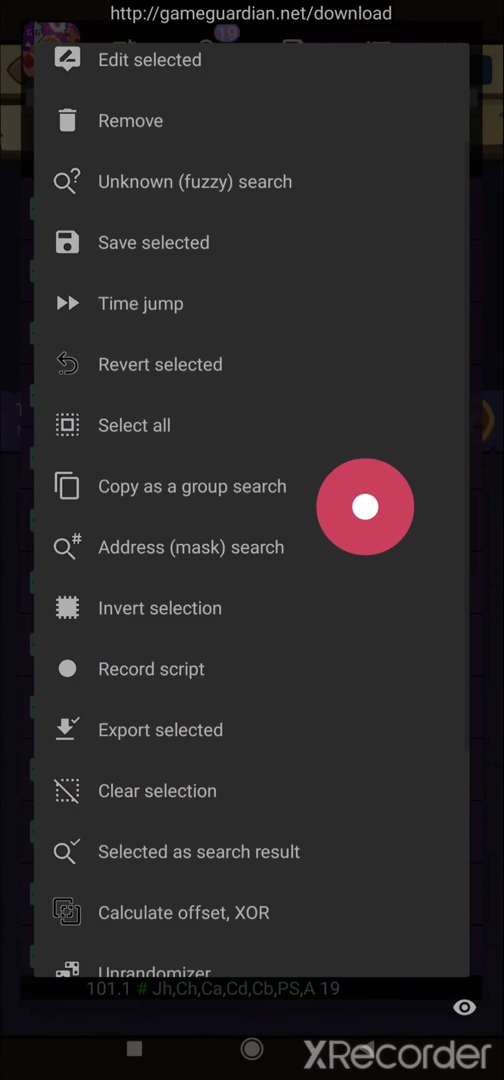 http://gameguardian.net/download
19
Edit selected
Remove
Unknown (fuzzy) search
Save selected
Time jump
Revert selected
Select all
Copy as a group search
Address (mask) search
Invert selection
Record script
Export selected
Clear selection
Selected as search result
Calculate offset, XOR
Unrandomizer
101.1 # Jh,Ch,Ca,Cd,Cb,PS,A 19
XRecorder